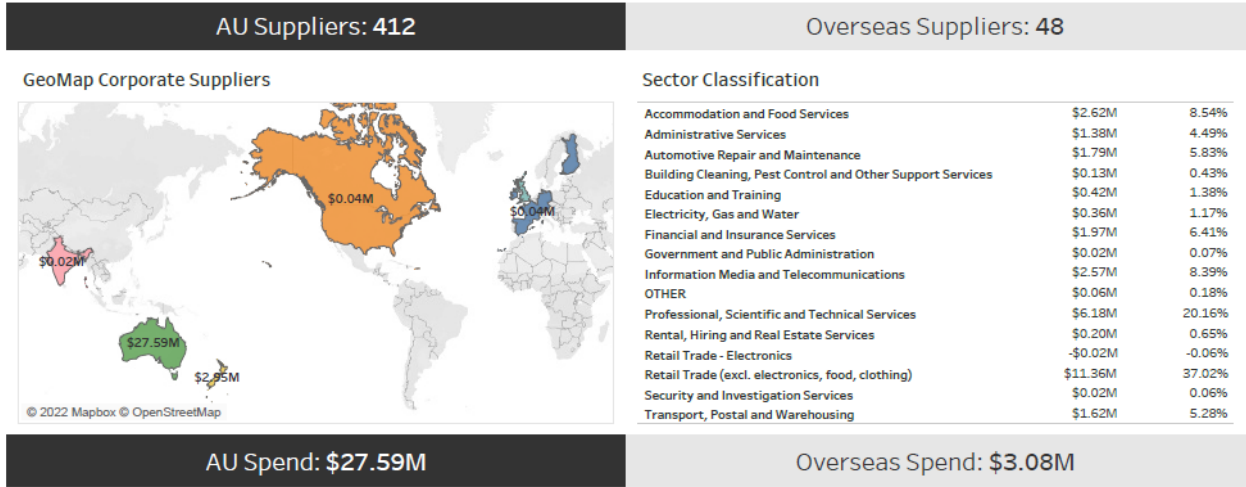 AU Suppliers: 412
Overseas Suppliers: 48
GeoMap Corporate Suppliers
$0.04M
$0.04M
$0.02M
$27.59M
$2.95M
© 2022 Mapbox © OpenStreetMap
Sector Classification
Accommodation and Food Services $2.62M 8.54%
Administrative Services $1.38M 4.49%
Automotive Repair and Maintenance $1.79M 5.83%
Building Cleaning, Pest Control and Other Support Services $0.13M 0.43%
Education and Training $0.42M 1.38%
Electricity, Gas and Water $0.36M 1.17%
Financial and Insurance Services $1.97M 6.41%
Government and Public Administration $0.02M 0.07%
Information Media and Telecommunications $2.57M 8.39%
OTHER $0.06M 0.18%
Professional, Scientific and Technical Services $6.18M 20.16%
Rental, Hiring and Real Estate Services $0.20M 0.65%
Retail Trade - Electronics -$0.02M -0.06%
Retail Trade (excl. electronics, food, clothing) $11.36M 37.02%
Security and Investigation Services $0.02M 0.06%
Transport, Postal and Warehousing $1.62M 5.28%
AU Spend: $27.59M
Overseas Spend: $3.08M